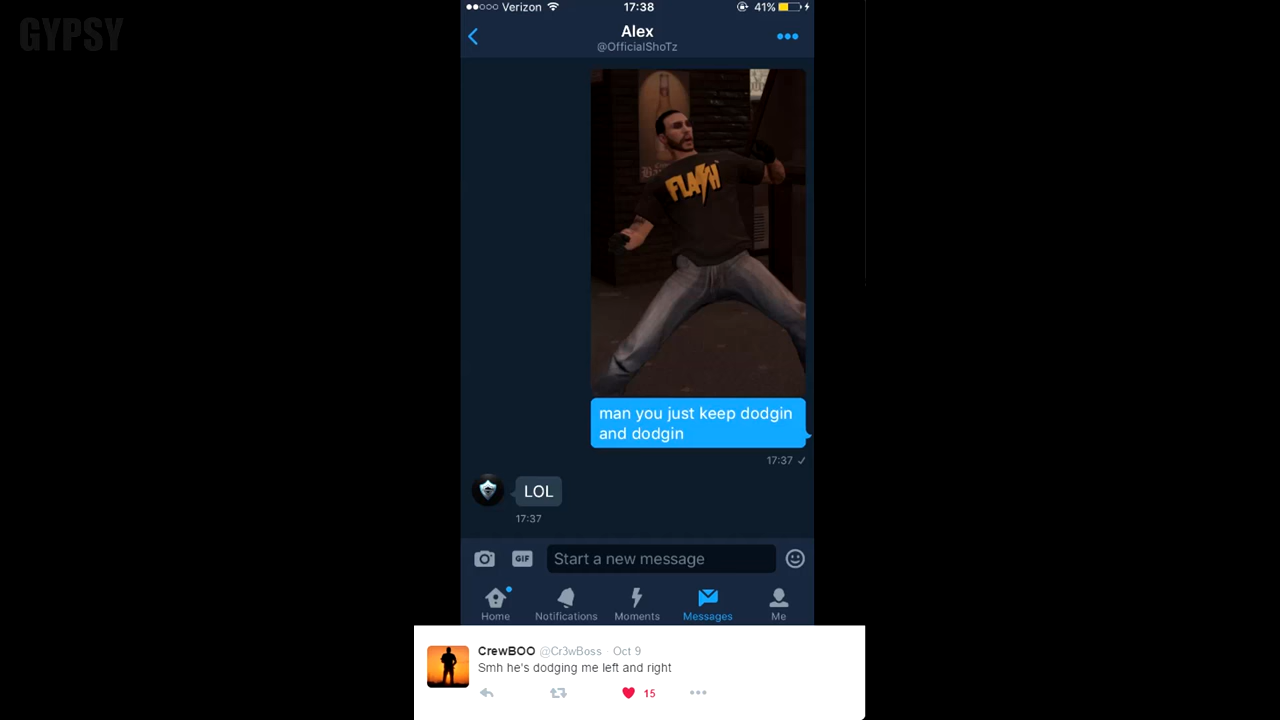 GYPSY
Verizon 17:38 41%
Alex
@OfficialShoTz
FLASH
man you just keep dodgin
and dodgin
17:37
LOL
17:37
GIF Start a new message
Home Notifications Moments Messages Me
CrewBOO @Cr3wBoss · Oct 9
Smh he's dodging me left and right
15